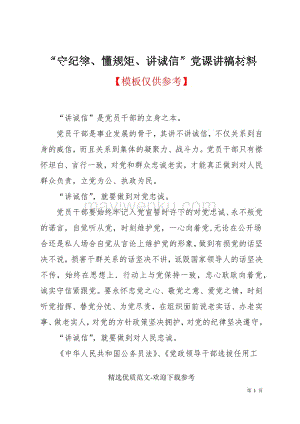 “守纪律、懂规矩、讲诚信”党课讲稿材料
【模板仅供参考】
“讲诚信”是党员干部的立身之本。
党员干部是事业发展的骨干，其讲不讲诚信，不仅关系到自
身的威信，而且关系到集体的凝聚力、战斗力。党员干部只有襟
怀坦白、言行一致，对党和群众忠诚老实，才能真正做到对人民
群众负责。立党为公、执政为民。
“讲诚信”，就要做到对党忠诚。
党员干部要始终牢记入党宣誓时许下的对党忠诚、永不叛党
的诺言，自觉听从党，时刻维护党，一心向着党，无论在公开场
合还是私人场合自觉从言论上维护党的形象，做到有损党的话坚
决不说，损害干群关系的话坚决不讲，诋毁国家领导人的话坚决
不传，始终在思想上、行动上与党保持一致，忠心耿耿向着党，
诚实守信紧跟党。要永怀忠党之心、敬党之意、爱党之情，时刻
听党指挥，替党分忧，为党尽责。在组织面前说老实话、办老实
事、做老实人，对党的方针政策坚决拥护，对党的纪律坚决遵守。
“讲诚信”，就要做到对人民忠诚。
《中华人民共和国公务员法》、《党政领导干部选拔任用工
精选优质范文-欢迎下载参考
第 1 页